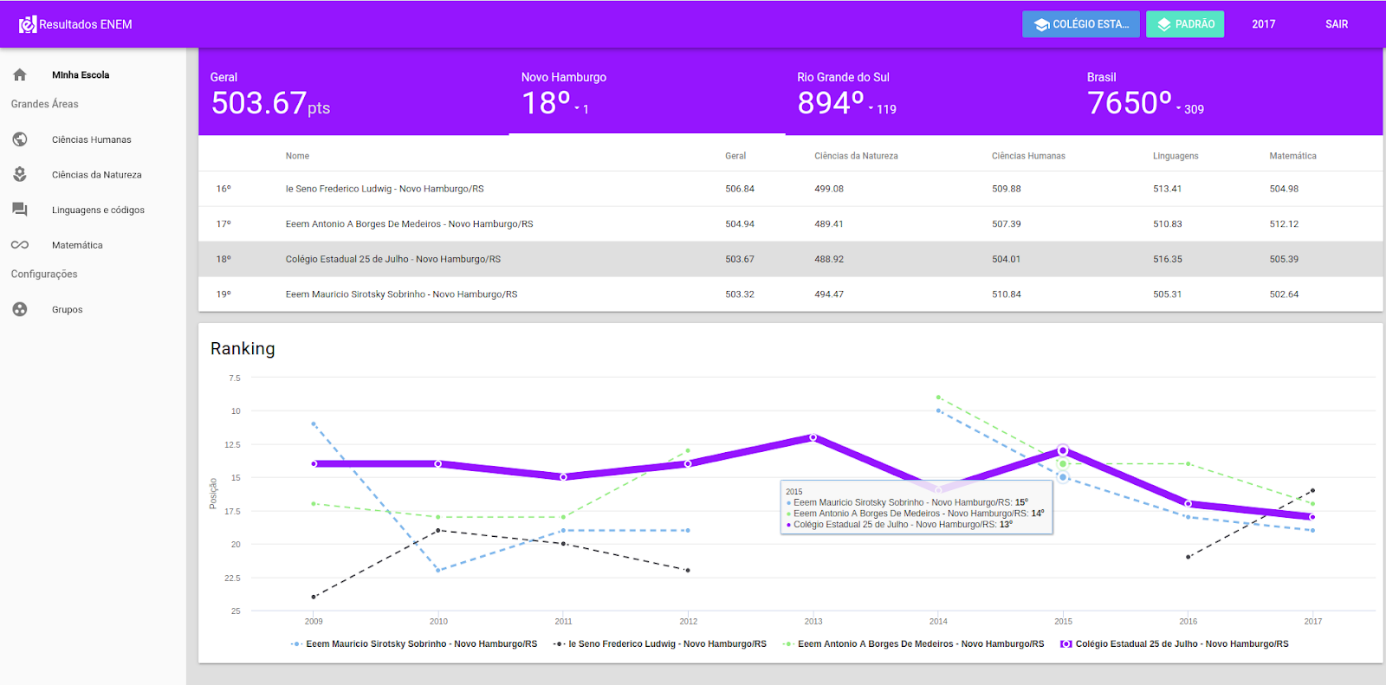 Resultados ENEM
COLÉGIO ESTA... PADRÃO 2017 SAIR
Minha Escola
Grandes Áreas
Ciências Humanas
Ciências da Natureza
Linguagens e códigos
Matemática
Configurações
Grupos
Geral Novo Hamburgo Rio Grande do Sul Brasil
503.67pts 18º 1 894º 119 7650º 309
Nome Geral Ciências da Natureza Ciências Humanas Linguagens Matemática
16º Ie Seno Frederico Ludwig - Novo Hamburgo/RS 506.84 499.08 509.88 513.41 504.98
17º Eeem Antonio A Borges De Medeiros - Novo Hamburgo/RS 504.94 489.41 507.39 510.83 512.12
18º Colégio Estadual 25 de Julho - Novo Hamburgo/RS 503.67 488.92 504.01 516.35 505.39
19º Eeem Mauricio Sirotsky Sobrinho - Novo Hamburgo/RS 503.32 494.47 510.84 505.31 502.64
Ranking
Posição
7.5
10
12.5
15
17.5
20
22.5
25
2015
Eeem Mauricio Sirotsky Sobrinho - Novo Hamburgo/RS: 15º
Eeem Antonio A Borges De Medeiros - Novo Hamburgo/RS: 14º
Colégio Estadual 25 de Julho - Novo Hamburgo/RS: 13º
2009 2010 2011 2012 2013 2014 2015 2016 2017
Eeem Mauricio Sirotsky Sobrinho - Novo Hamburgo/RS Ie Seno Frederico Ludwig - Novo Hamburgo/RS Eeem Antonio A Borges De Medeiros - Novo Hamburgo/RS Colégio Estadual 25 de Julho - Novo Hamburgo/RS